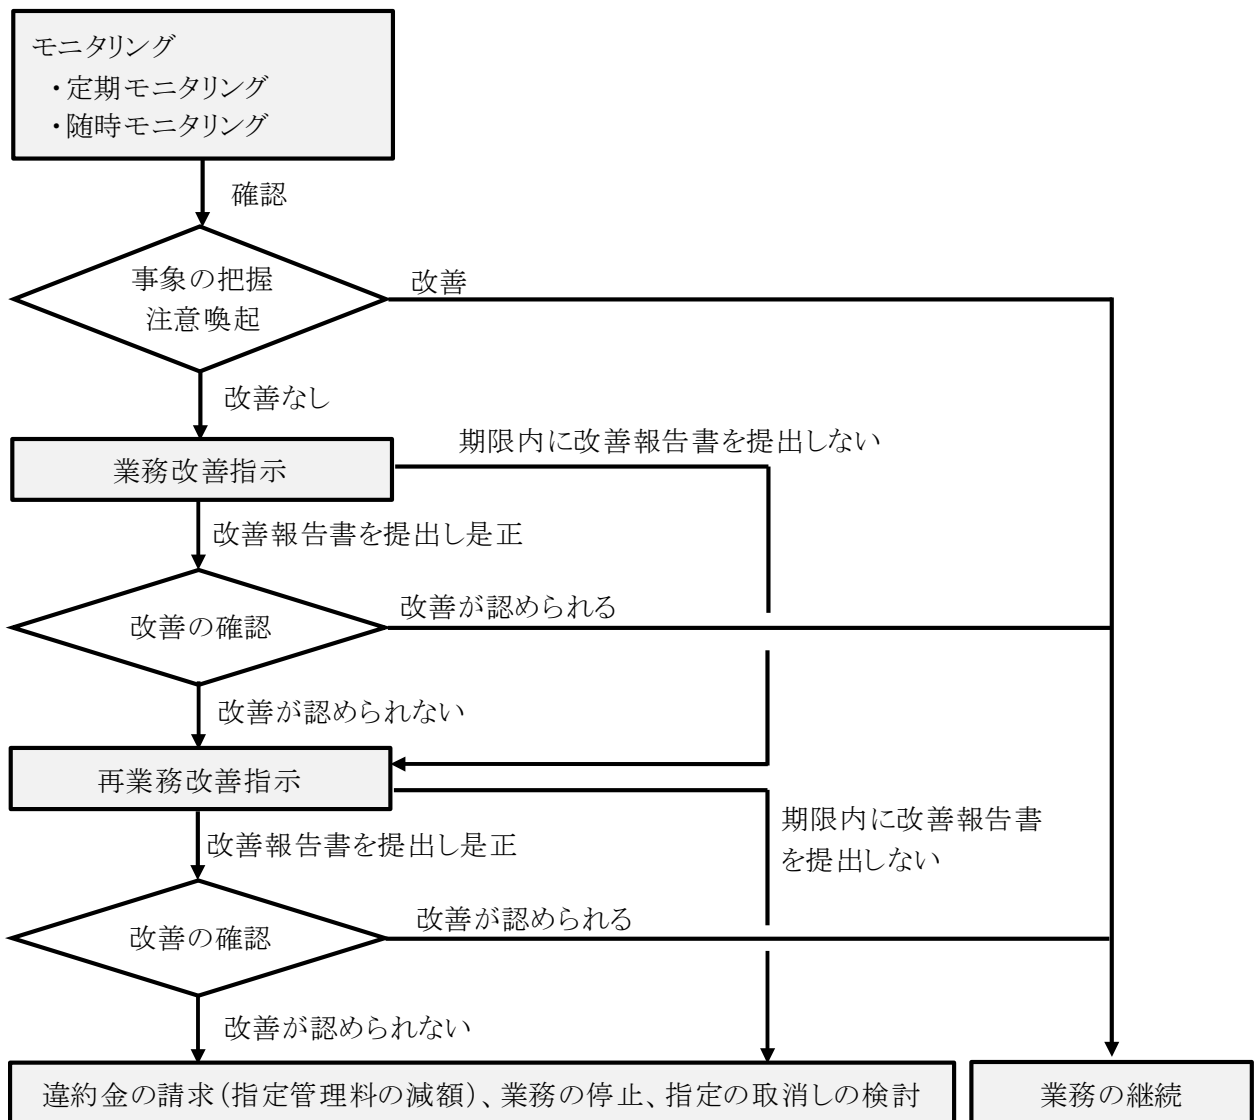 モニタリング
・定期モニタリング
・随時モニタリング
確認
事象の把握
注意喚起
改善
改善なし
業務改善指示
期限内に改善報告書を提出しない
改善報告書を提出し是正
改善の確認
改善が認められる
改善が認められない
再業務改善指示
改善報告書を提出し是正
期限内に改善報告書
を提出しない
改善の確認
改善が認められる
改善が認められない
違約金の請求(指定管理料の減額)、業務の停止、指定の取消しの検討
業務の継続